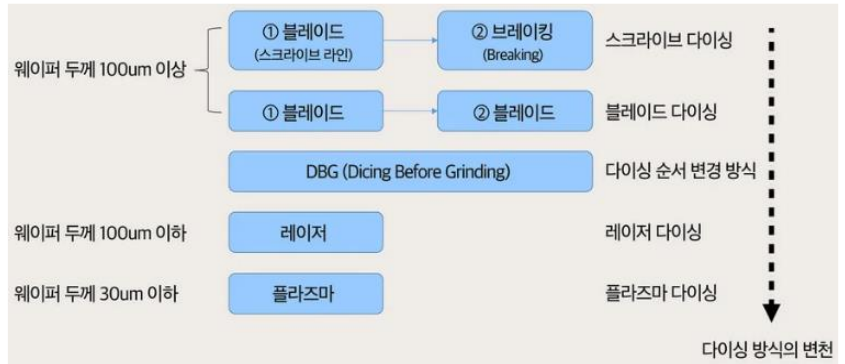 ① 블레이드
(스크라이브 라인)
② 브레이킹
(Breaking)
스크라이브 다이싱
웨이퍼 두께 100um 이상
① 블레이드
② 블레이드
블레이드 다이싱
DBG (Dicing Before Grinding)
다이싱 순서 변경 방식
웨이퍼 두께 100um 이하
레이저
레이저 다이싱
웨이퍼 두께 30um 이하
플라즈마
플라즈마 다이싱
다이싱 방식의 변천